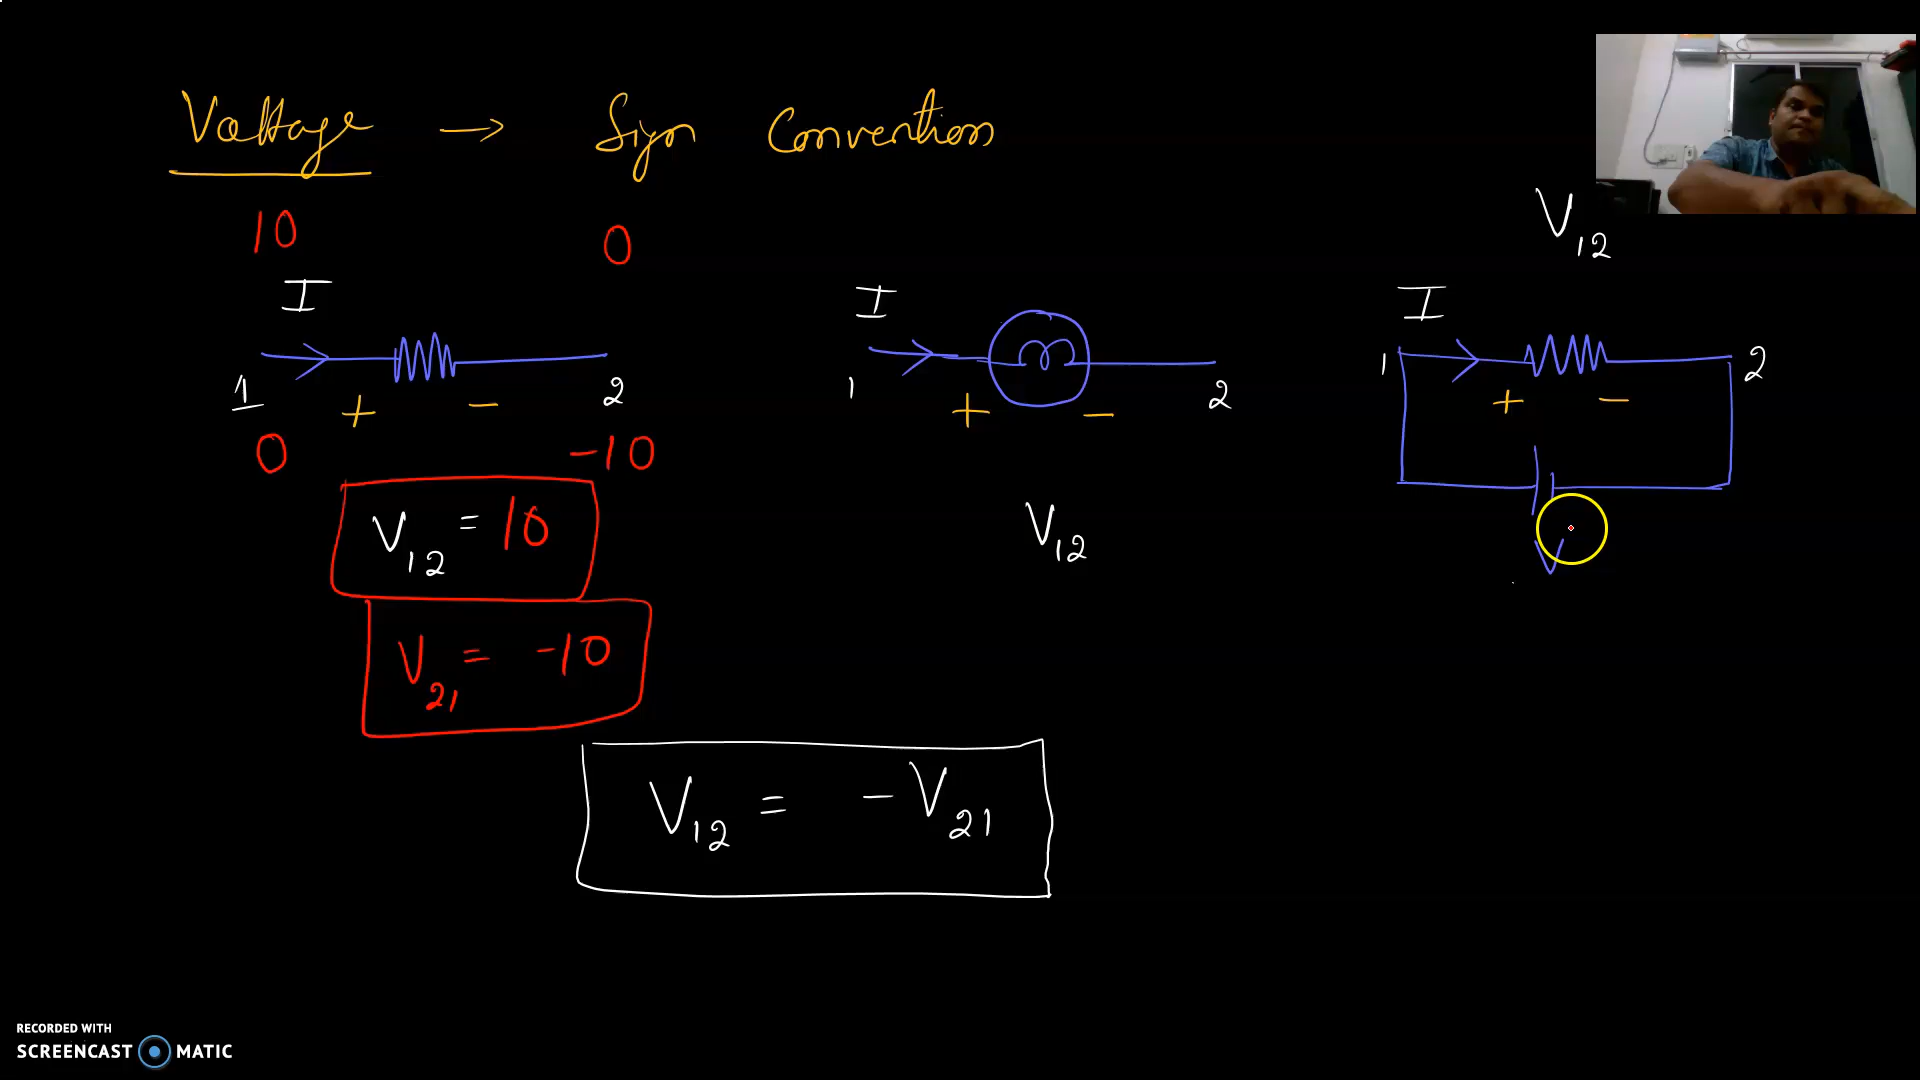 Voltage → Sign Convention
10 0 V12
I I I
1 + - 2 1 + - 2 1 + - 2
0 -10
V12 = 10 V12
V
V21 = -10
V12 = - V21
RECORDED WITH
SCREENCAST MATIC